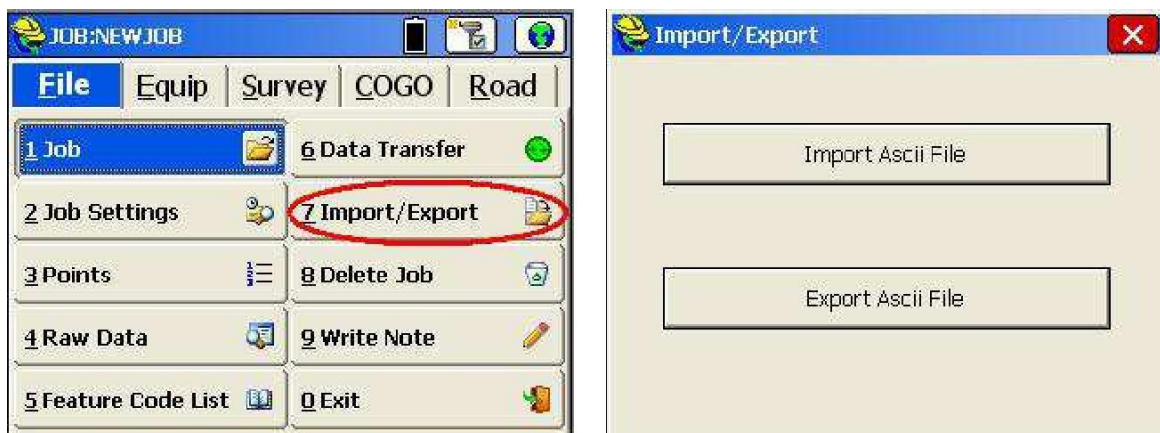 JOB:NEWJOB
File Equip Survey COGO Road
1 Job 6 Data Transfer
2 Job Settings 7 Import/Export
3 Points 8 Delete Job
4 Raw Data 9 Write Note
5 Feature Code List 0 Exit
Import/Export
Import Ascii File
Export Ascii File